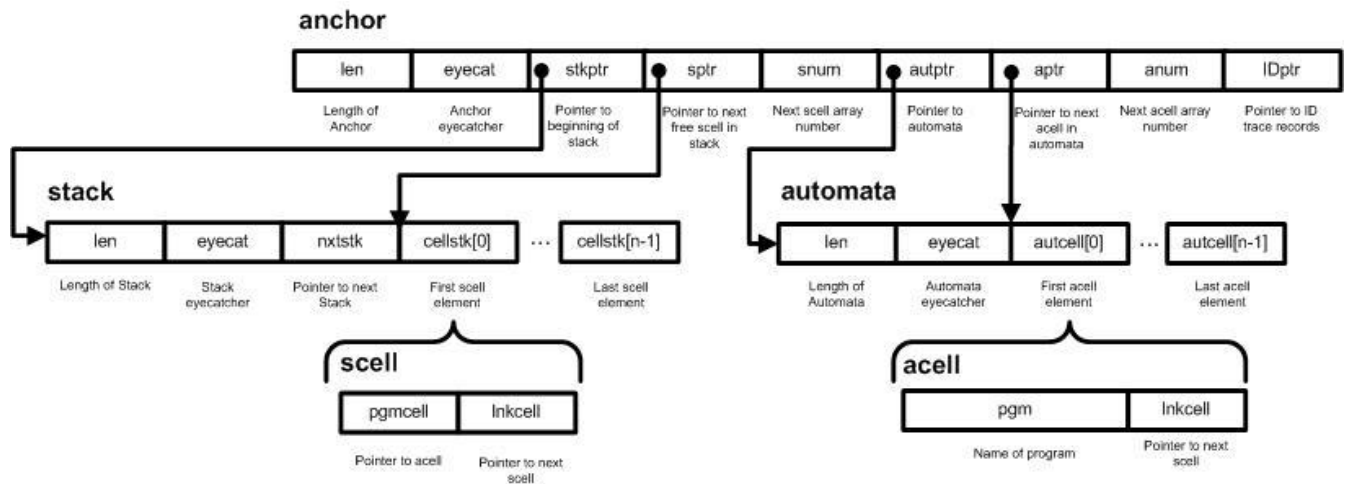 anchor
len eyecat stkptr sptr snum autptr aptr anum IDptr
Length of Anchor eyecatcher Pointer to beginning of stack Pointer to next free scell in stack Next scell array number Pointer to automata Pointer to next acell in automata Next acell array number Pointer to ID trace records
Anchor
stack
automata
len eyecat nxtstk cellstk[0] ... cellstk[n-1]
len eyecat autcell[0] ... autcell[n-1]
Length of Stack
Stack
eyecatcher
Pointer to next
Stack
First scell
element
Last scell
element
Length of
Automata
Automata
eyecatcher
First acell
element
Last acell
element
scell
acell
pgmcell lnkcell
pgm lnkcell
Pointer to acell
Pointer to next
scell
Name of program
Pointer to next
scell